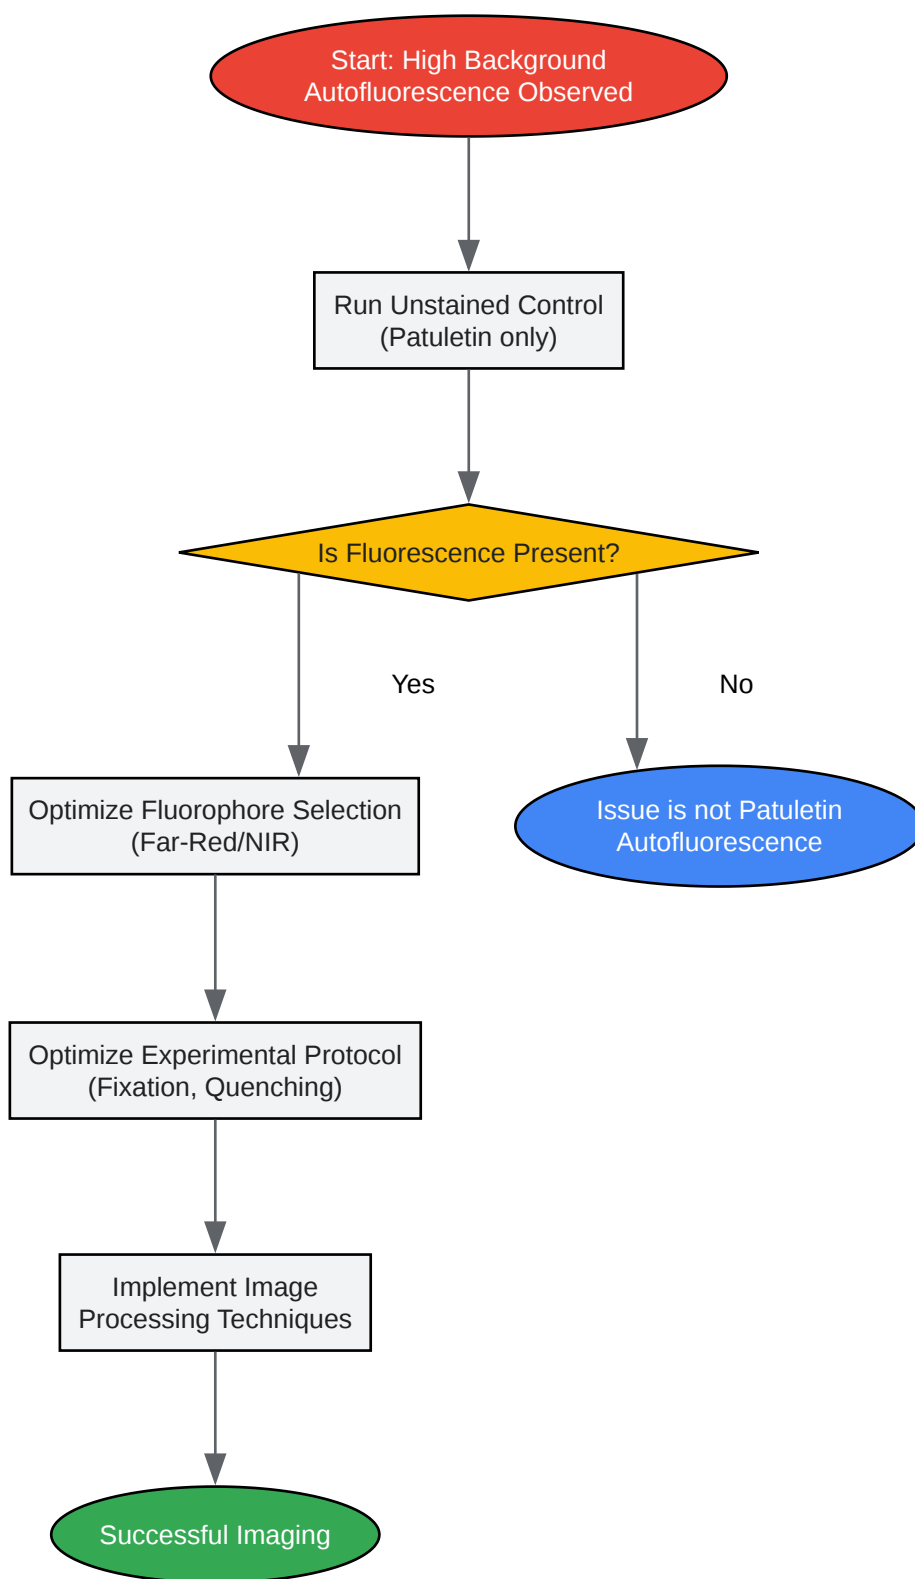 Start: High Background
Autofluorescence Observed
Run Unstained Control
(Patuletin only)
Is Fluorescence Present?
Yes
No
Optimize Fluorophore Selection
(Far-Red/NIR)
Issue is not Patuletin
Autofluorescence
Optimize Experimental Protocol
(Fixation, Quenching)
Implement Image
Processing Techniques
Successful Imaging